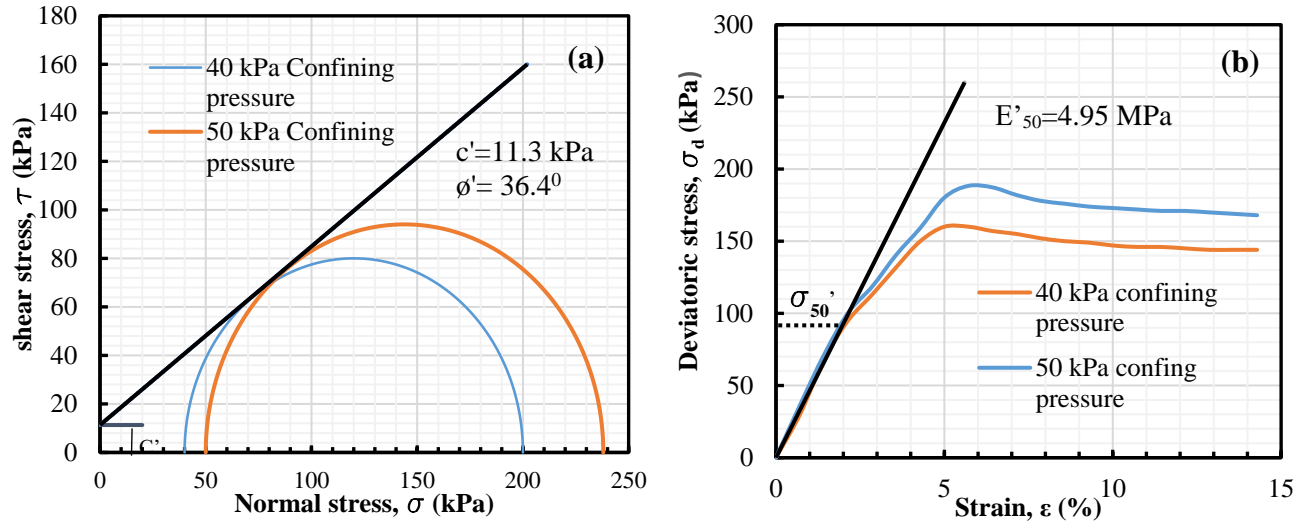 (a)
180
160
140
120
100
80
60
40
20
0
shear stress, τ (kPa)
40 kPa Confining
pressure
50 kPa Confining
pressure
c'=11.3 kPa
ø'= 36.4⁰
C'
0
50
100
150
200
250
Normal stress, σ (kPa)
(b)
300
250
200
150
100
50
0
Deviatoric stress, σd (kPa)
E’50=4.95 MPa
σ50’
40 kPa confining
pressure
50 kPa confing
pressure
0
5
10
15
Strain, ε (%)